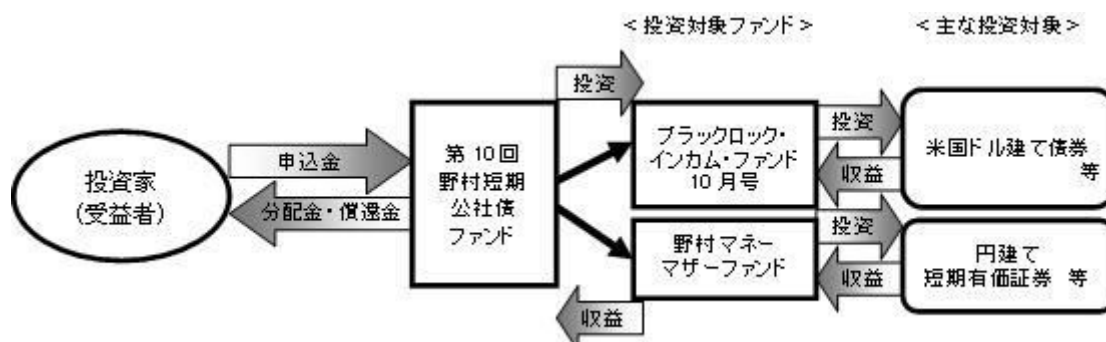 ＜投資対象ファンド＞
＜主な投資対象＞
投資
申込金
分配金・償還金
投資家
(受益者)
第10回
野村短期
公社債
ファンド
ブラックロック・
インカム・ファンド
10月号
投資
収益
米国ドル建て債券
等
野村マネー
マザーファンド
投資
収益
円建て
短期有価証券 等
収益